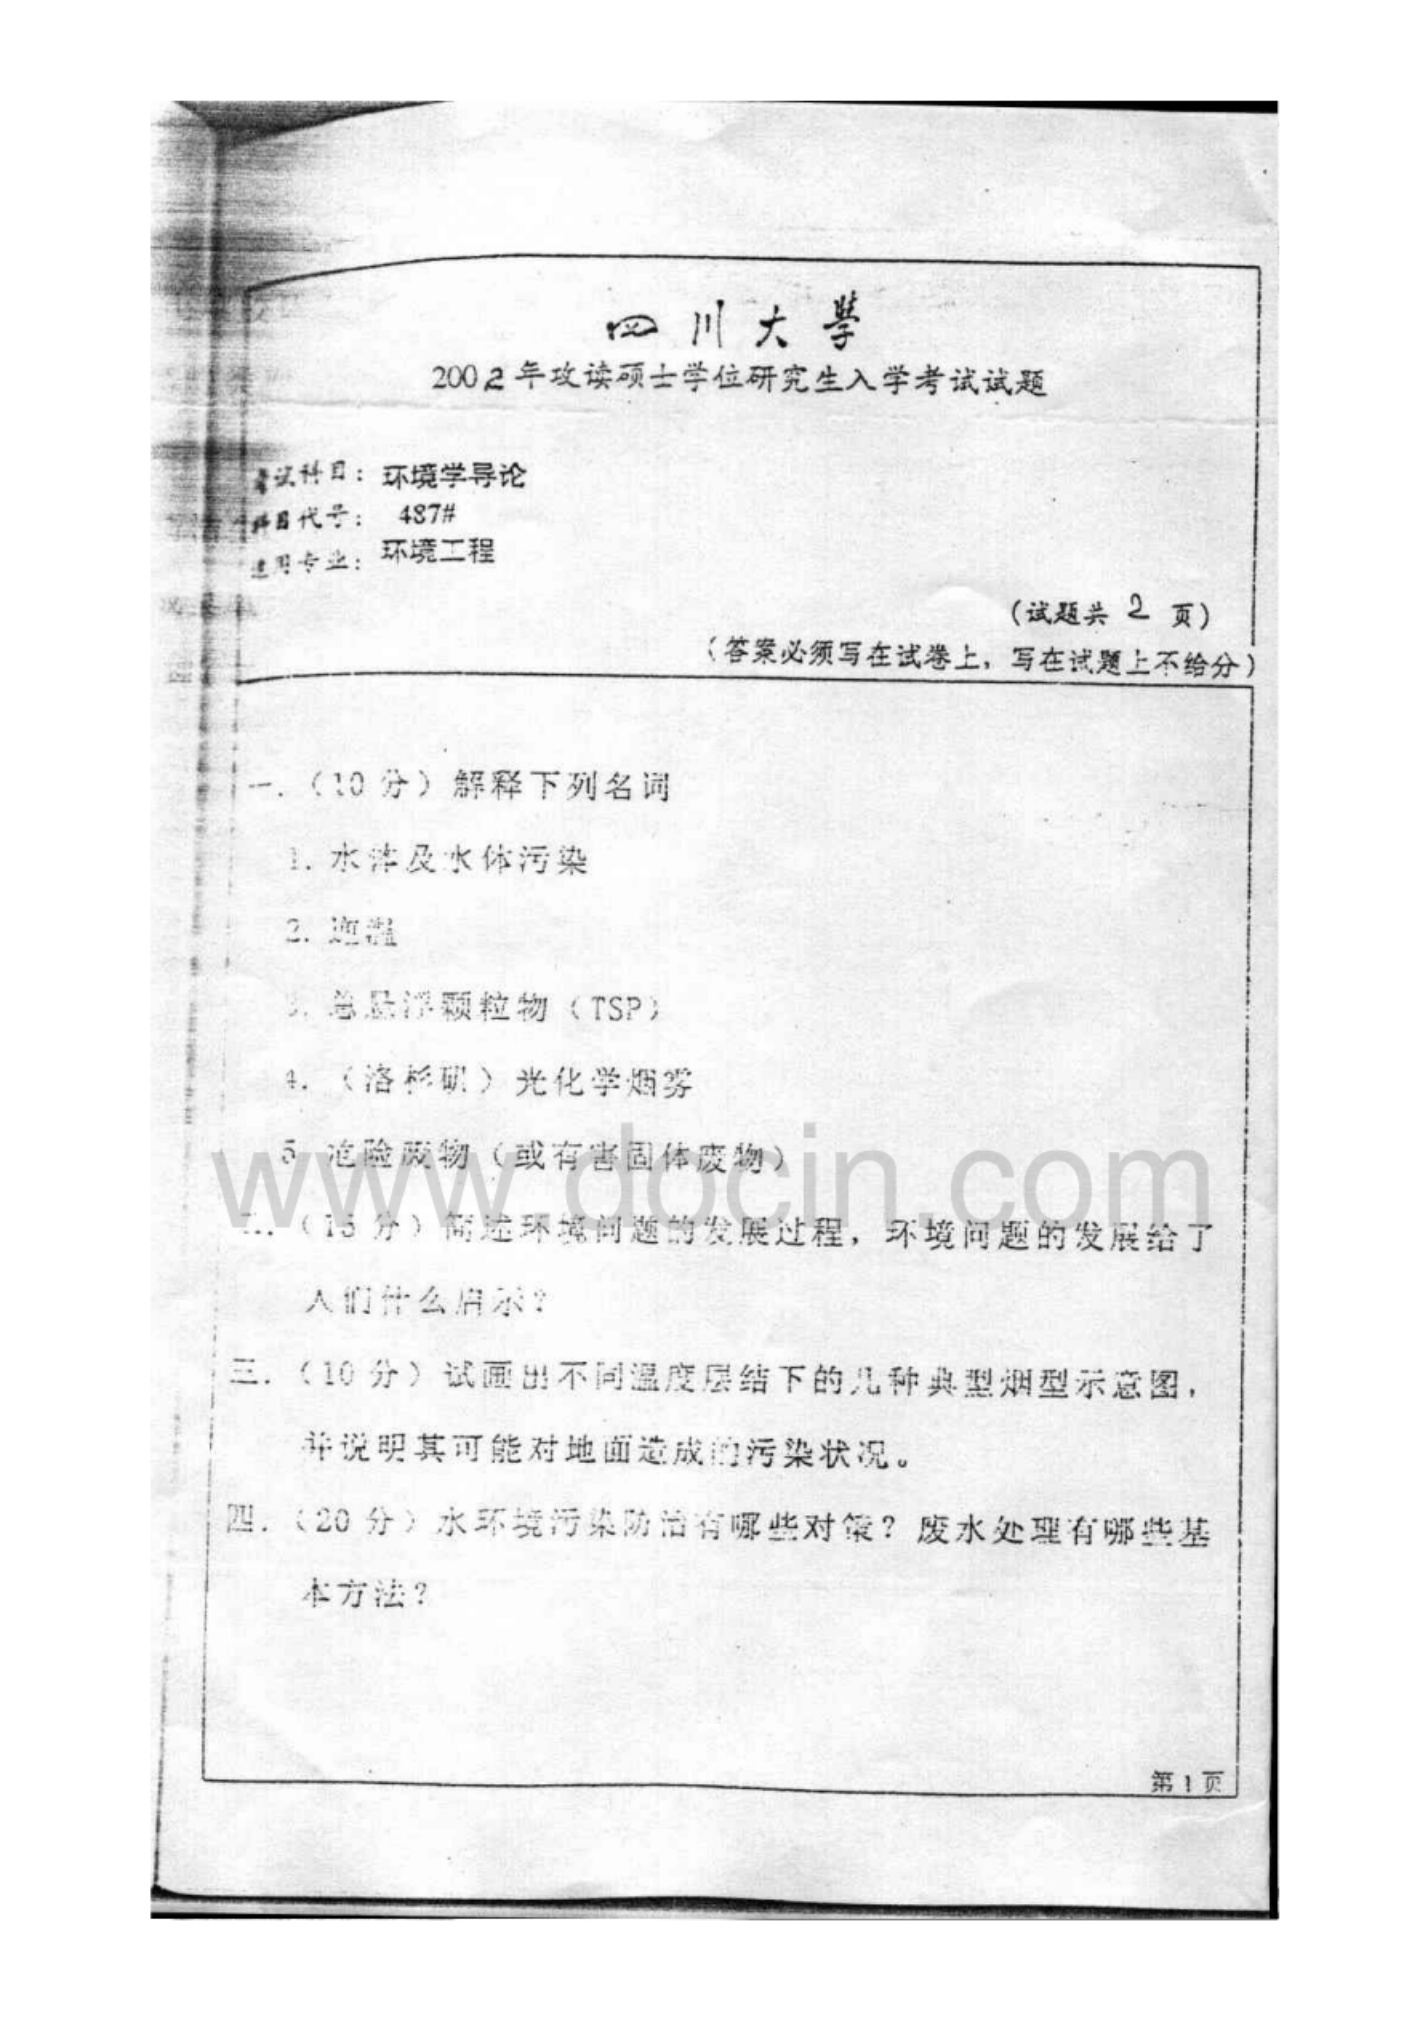 四川大學
2002年攻读硕士学位研究生入学考试试题
考试科目：环境学导论
科目代号： 487#
适用专业：环境工程
（试题共 2 页）
（答案必须写在试卷上，写在试题上不给分）
一.（10分）解释下列名词
1. 水体及水体污染
2. 逆温
3. 总悬浮颗粒物（TSP）
4.（洛杉矶）光化学烟雾
5. 危险废物（或有害固体废物）
www.docin.com
二.（15分）简述环境问题的发展过程，环境问题的发展给了
人们什么启示？
三.（10分）试画出不同温度层结下的几种典型烟型示意图，
并说明其可能对地面造成的污染状况。
四.（20分）水环境污染防治有哪些对策？废水处理有哪些基
本方法？
第1页